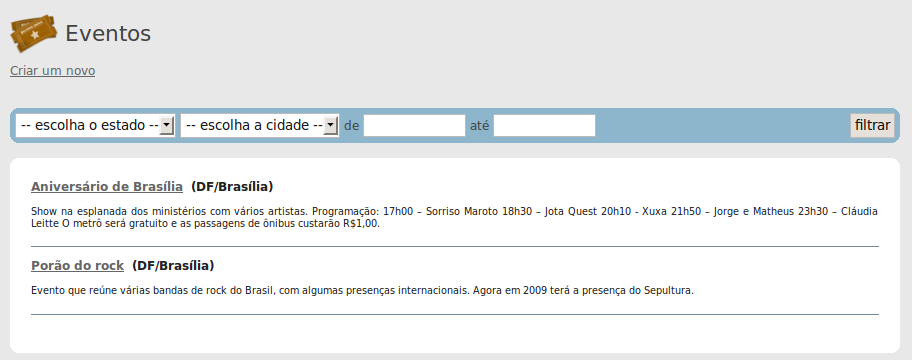 Eventos
Criar um novo
-- escolha o estado -- -- escolha a cidade -- de até filtrar
Aniversário de Brasília (DF/Brasília)
Show na esplanada dos ministérios com vários artistas. Programação: 17h00 – Sorriso Maroto 18h30 – Jota Quest 20h10 - Xuxa 21h50 – Jorge e Matheus 23h30 – Cláudia
Leitte O metrô será gratuito e as passagens de ônibus custarão R$1,00.
Porão do rock (DF/Brasília)
Evento que reúne várias bandas de rock do Brasil, com algumas presenças internacionais. Agora em 2009 terá a presença do Sepultura.